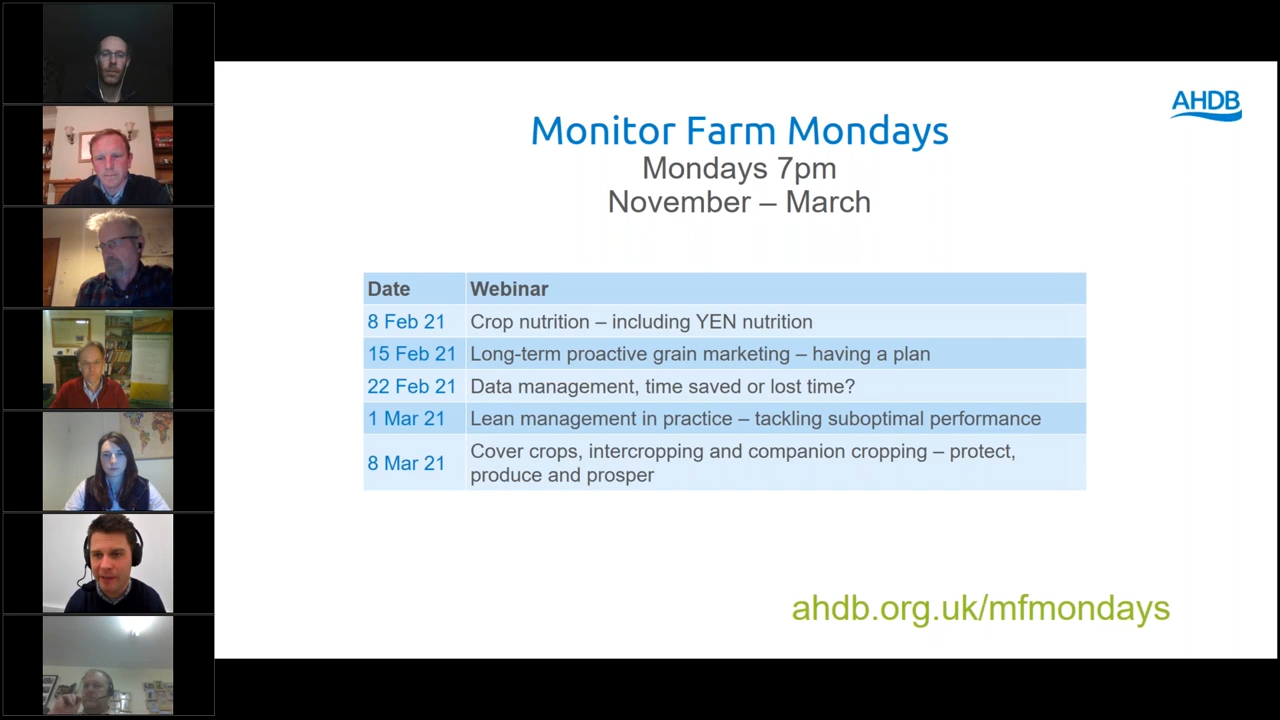 AHDB
Monitor Farm Mondays
Mondays 7pm
November – March
Date Webinar
8 Feb 21 Crop nutrition – including YEN nutrition
15 Feb 21 Long-term proactive grain marketing – having a plan
22 Feb 21 Data management, time saved or lost time?
1 Mar 21 Lean management in practice – tackling suboptimal performance
8 Mar 21 Cover crops, intercropping and companion cropping – protect,
produce and prosper
ahdb.org.uk/mfmondays